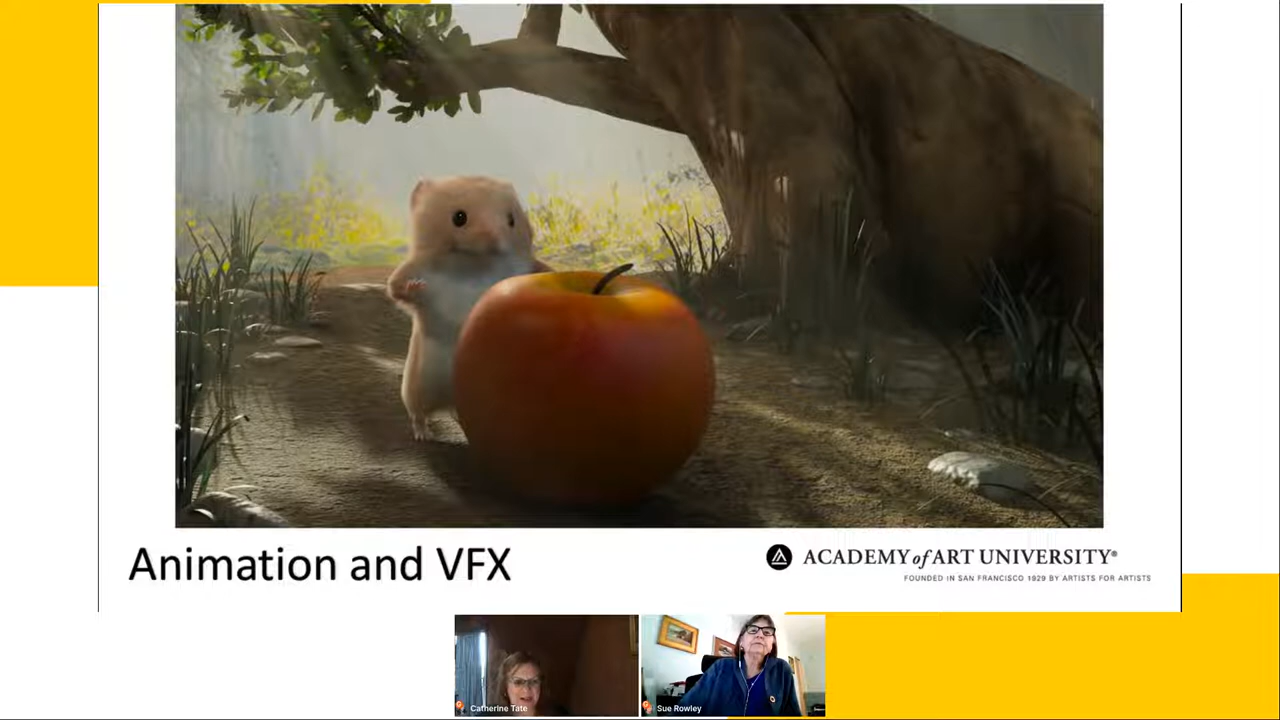 Animation and VFX
ACADEMY of ART UNIVERSITY®
FOUNDED IN SAN FRANCISCO 1929 BY ARTISTS FOR ARTISTS
Catherine Tate
Sue Rowley